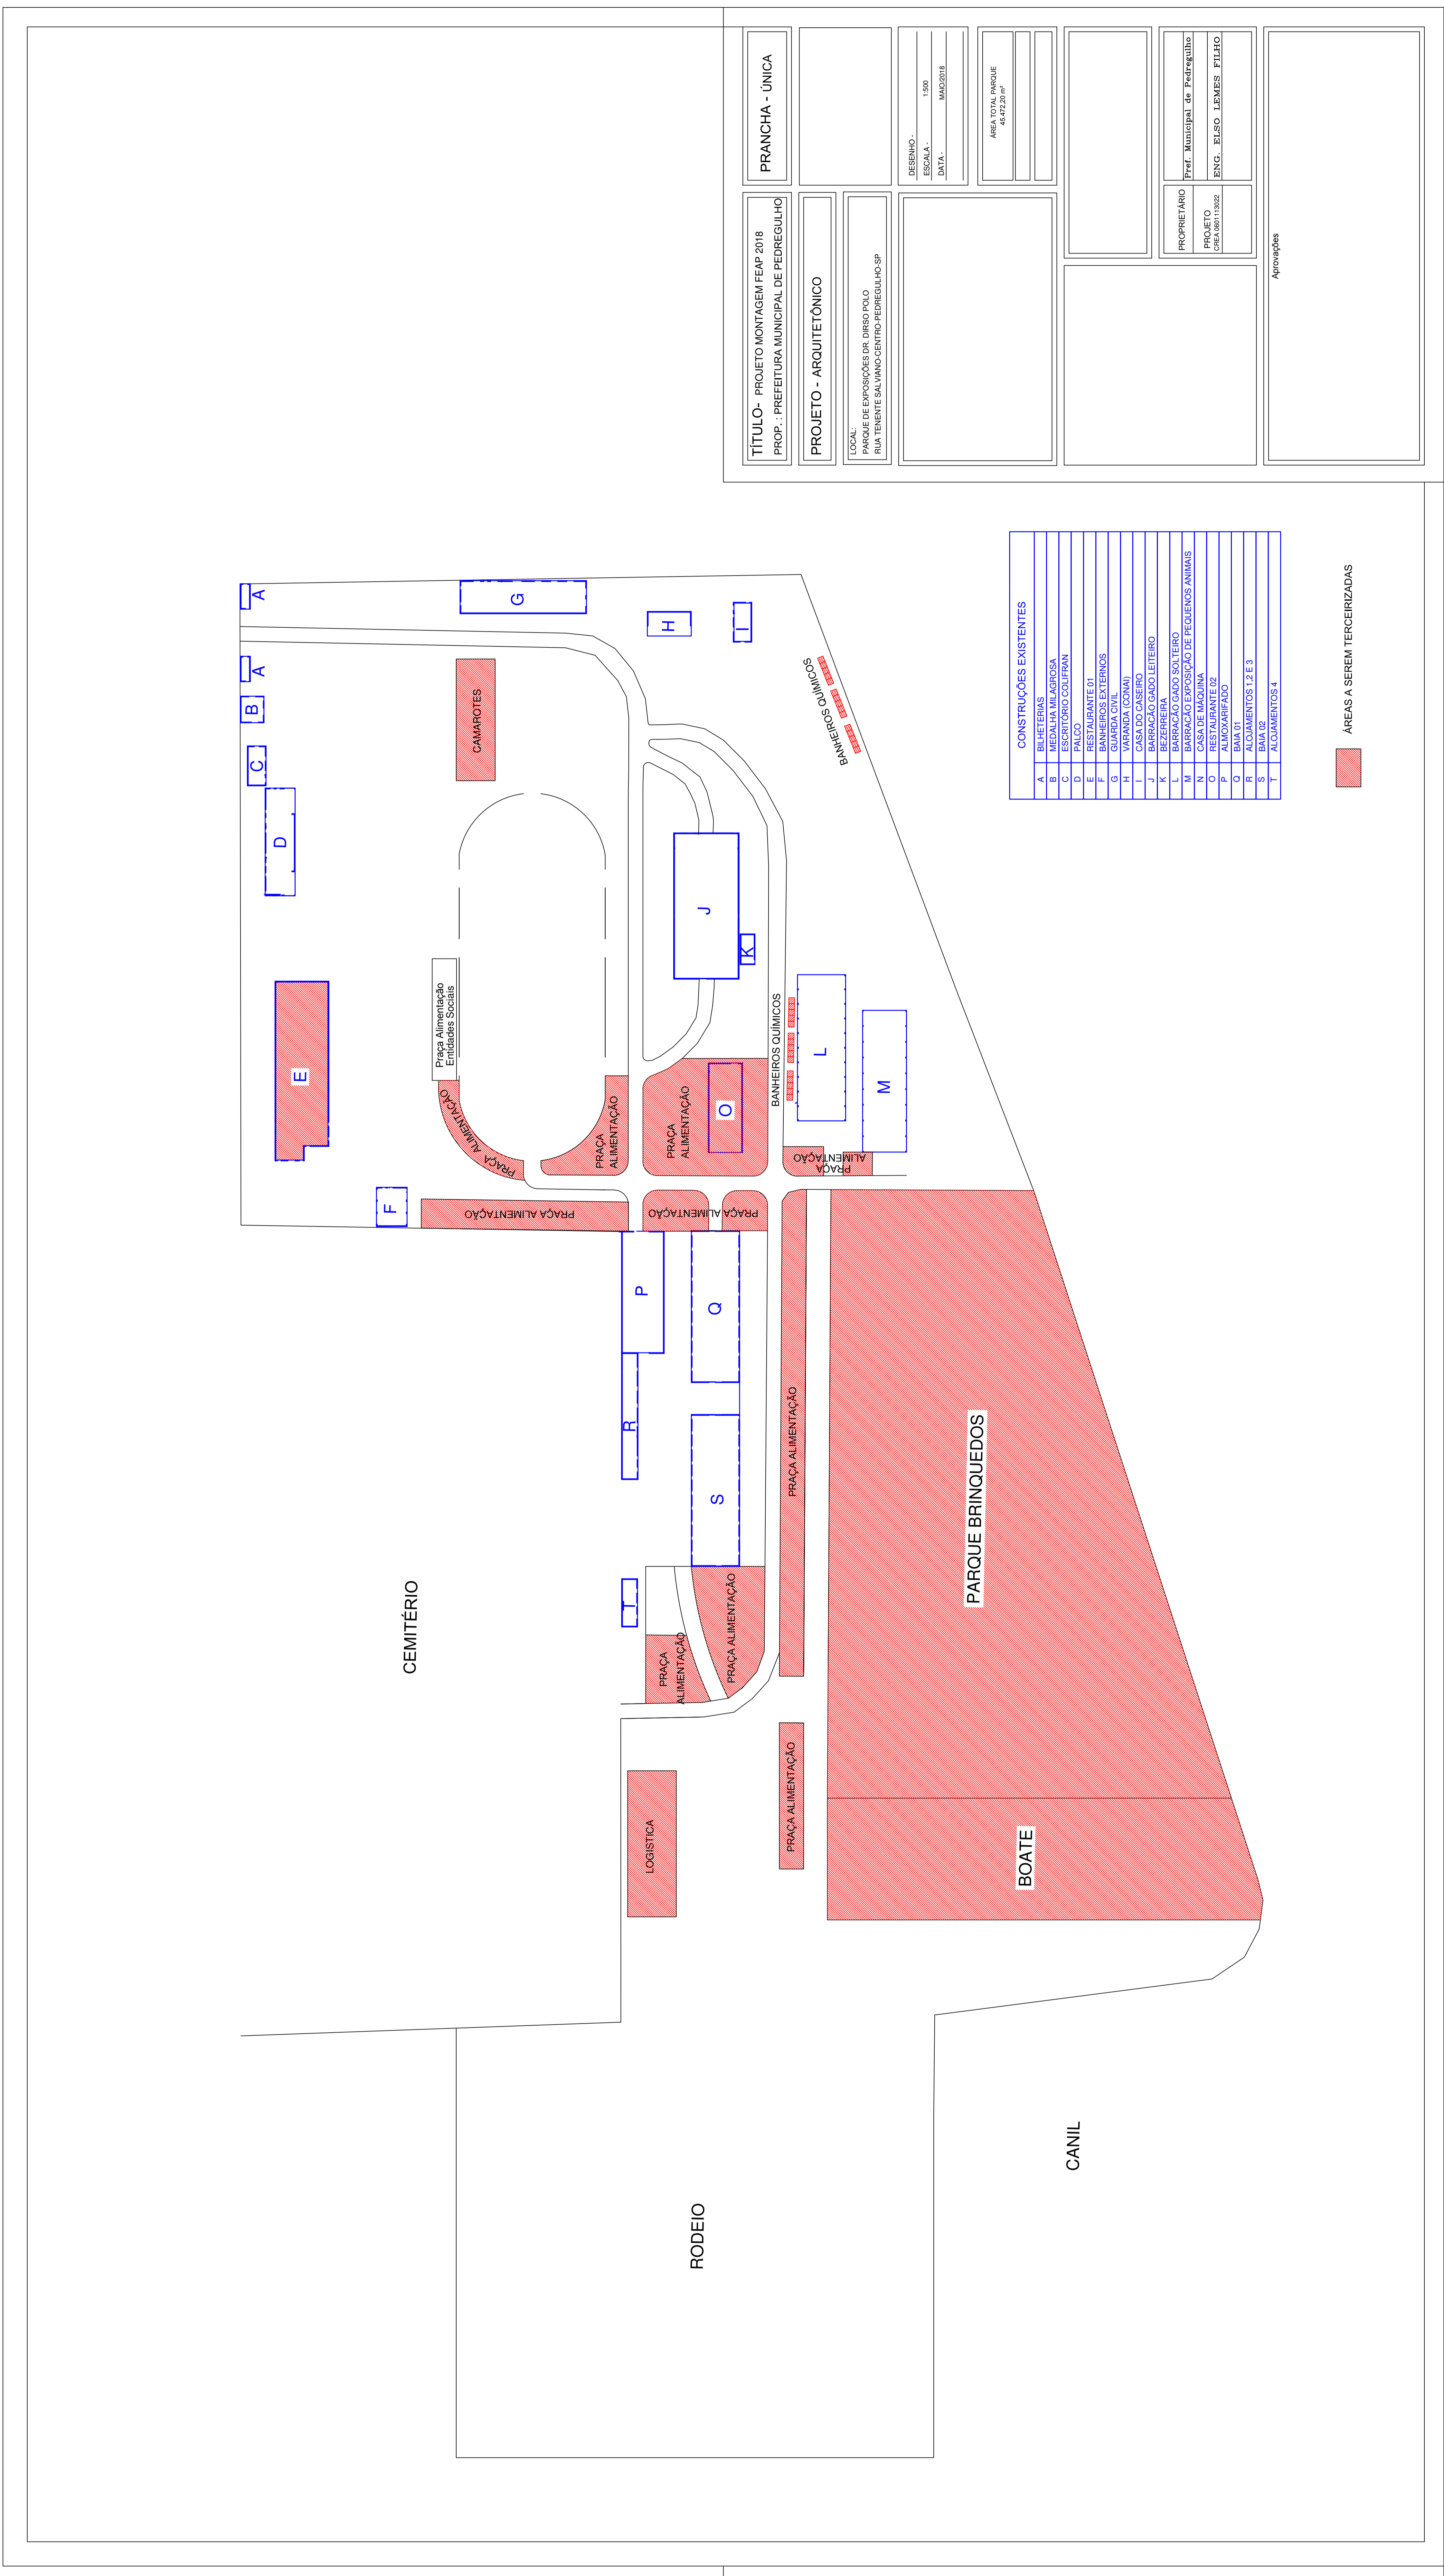 TÍTULO- PROJETO MONTAGEM FEAP 2018
PROP. : PREFEITURA MUNICIPAL DE PEDREGULHO
PRANCHA - ÚNICA
PROJETO - ARQUITETÔNICO
LOCAL:
PARQUE DE EXPOSIÇÕES DR. DIRSO POLO
RUA TENENTE SALVIANO-CENTRO-PEDREGULHO-SP
DESENHO -
ESCALA - 1:500
DATA - MAIO/2018
ÁREA TOTAL PARQUE
45.472,20 m²
PROPRIETÁRIO Pref. Municipal de Pedregulho
PROJETO ENG. ELSO LEMES FILHO
CREA 0601113022
Aprovações
CONSTRUÇÕES EXISTENTES
A BILHETERIAS
B MEDALHA MILAGROSA
C ESCRITÓRIO COLIFRAN
D PALCO
E RESTAURANTE 01
F BANHEIROS EXTERNOS
G GUARDA CIVIL
H VARANDA (CONAI)
I CASA DO CASEIRO
J BARRACÃO GADO LEITEIRO
K BEZERREIRA
L BARRACÃO GADO SOLTEIRO
M BARRACÃO EXPOSIÇÃO DE PEQUENOS ANIMAIS
N CASA DE MÁQUINA
O RESTAURANTE 02
P ALMOXARIFADO
Q BAIA 01
R ALOJAMENTOS 1,2 E 3
S BAIA 02
T ALOJAMENTOS 4
ÁREAS A SEREM TERCEIRIZADAS
A
A
B
C
D
E
F
G
H
I
J
K
L
M
O
P
Q
R
S
T
CAMAROTES
BANHEIROS QUÍMICOS
BANHEIROS QUÍMICOS
Praça Alimentação
Entidades Sociais
PRAÇA ALIMENTAÇÃO
PRAÇA
ALIMENTAÇÃO
PRAÇA
ALIMENTAÇÃO
PRAÇA
ALIMENTAÇÃO
PRAÇA ALIMENTAÇÃO
PRAÇA ALIMENTAÇÃO
PRAÇA ALIMENTAÇÃO
PRAÇA ALIMENTAÇÃO
PRAÇA
ALIMENTAÇÃO
PRAÇA ALIMENTAÇÃO
LOGISTICA
PARQUE BRINQUEDOS
BOATE
CEMITÉRIO
RODEIO
CANIL